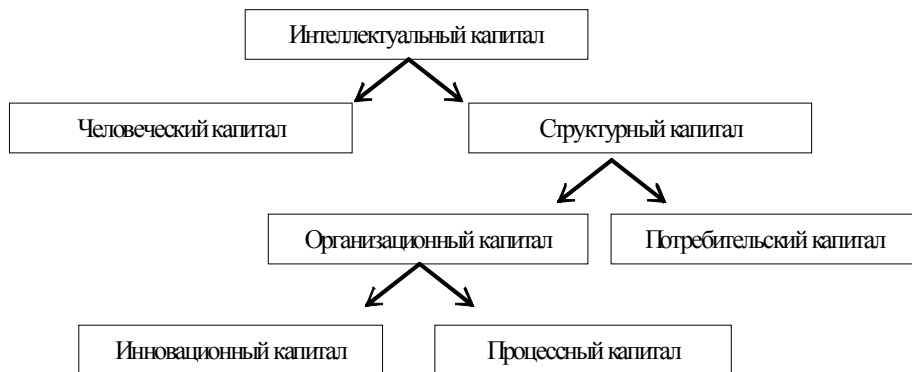 Интеллектуальный капитал
Человеческий капитал
Структурный капитал
Организационный капитал
Потребительский капитал
Инновационный капитал
Процессный капитал